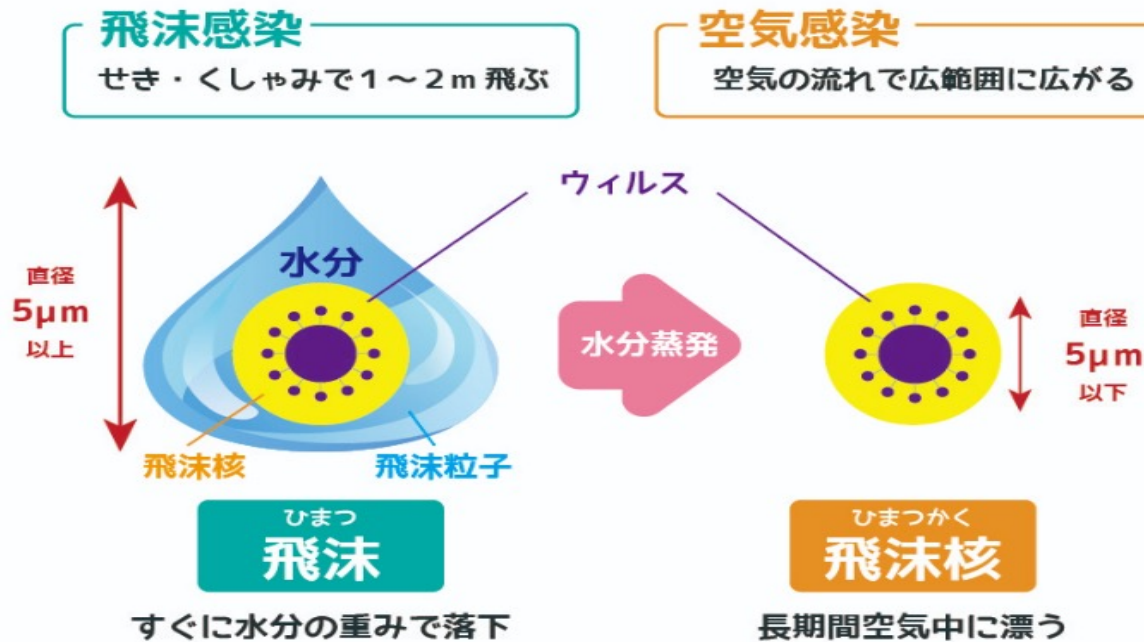 飛沫感染
せき・くしゃみで1〜2m 飛ぶ
空気感染
空気の流れで広範囲に広がる
ウィルス
直径
5μm
以上
水分
水分蒸発
直径
5μm
以下
飛沫核
飛沫粒子
ひまつ
飛沫
すぐに水分の重みで落下
ひまつかく
飛沫核
長期間空気中に漂う